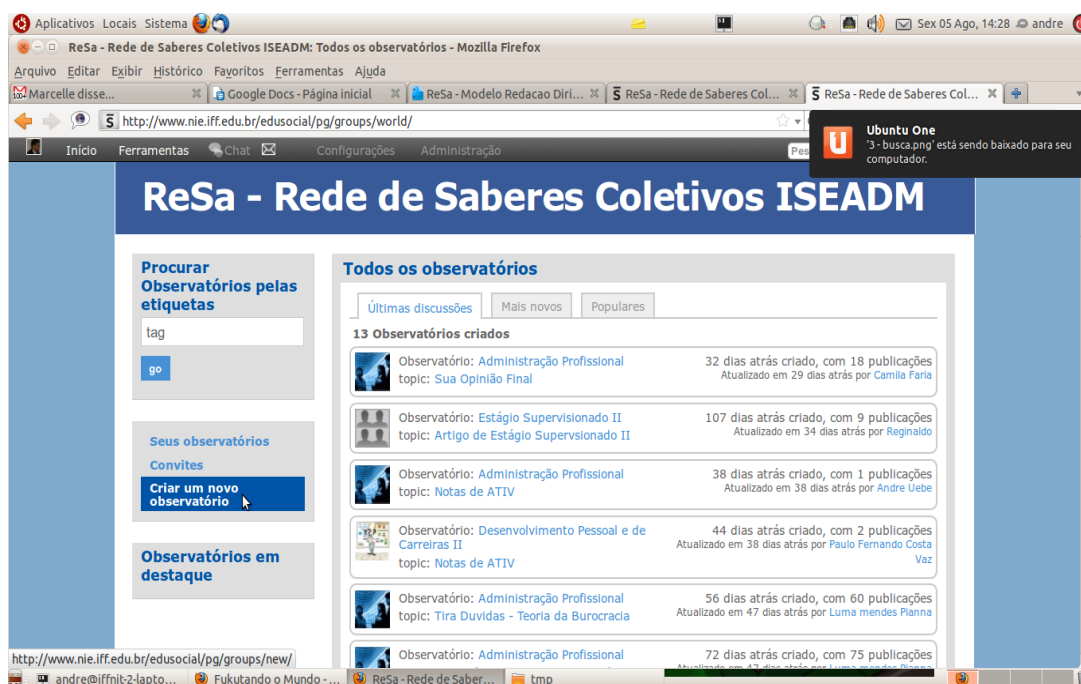 Aplicativos Locais Sistema
Sex 05 Ago, 14:28 andre
ReSa - Rede de Saberes Coletivos ISEADM: Todos os observatórios - Mozilla Firefox
Arquivo Editar Exibir Histórico Favoritos Ferramentas Ajuda
Marcelle disse...
Google Docs - Página inicial
ReSa - Modelo Redacao Diri...
ReSa - Rede de Saberes Col...
ReSa - Rede de Saberes Col...
http://www.nie.iff.edu.br/edusocial/pg/groups/world/
Ubuntu One
'3 - busca.png' está sendo baixado para seu
computador.
Início Ferramentas Chat Configurações Administração
Pes
ReSa - Rede de Saberes Coletivos ISEADM
Procurar
Observatórios pelas
etiquetas
tag
go
Seus observatórios
Convites
Criar um novo
observatório
Observatórios em
destaque
Todos os observatórios
Últimas discussões Mais novos Populares
13 Observatórios criados
Observatório: Administração Profissional
topic: Sua Opinião Final
32 dias atrás criado, com 18 publicações
Atualizado em 29 dias atrás por Camila Faria
Observatório: Estágio Supervisionado II
topic: Artigo de Estágio Supervsionado II
107 dias atrás criado, com 9 publicações
Atualizado em 34 dias atrás por Reginaldo
Observatório: Administração Profissional
topic: Notas de ATIV
38 dias atrás criado, com 1 publicações
Atualizado em 38 dias atrás por Andre Uebe
Observatório: Desenvolvimento Pessoal e de
Carreiras II
topic: Notas de ATIV
44 dias atrás criado, com 2 publicações
Atualizado em 38 dias atrás por Paulo Fernando Costa
Vaz
Observatório: Administração Profissional
topic: Tira Duvidas - Teoria da Burocracia
56 dias atrás criado, com 60 publicações
Atualizado em 47 dias atrás por Luma mendes Pianna
Observatório: Administração Profissional
72 dias atrás criado, com 75 publicações
Atualizado em 47 dias atrás por Luma mendes Pianna
http://www.nie.iff.edu.br/edusocial/pg/groups/new/
andre@iffnit-2-lapto...
Fukutando o Mundo - ...
ReSa - Rede de Saber...
tmp